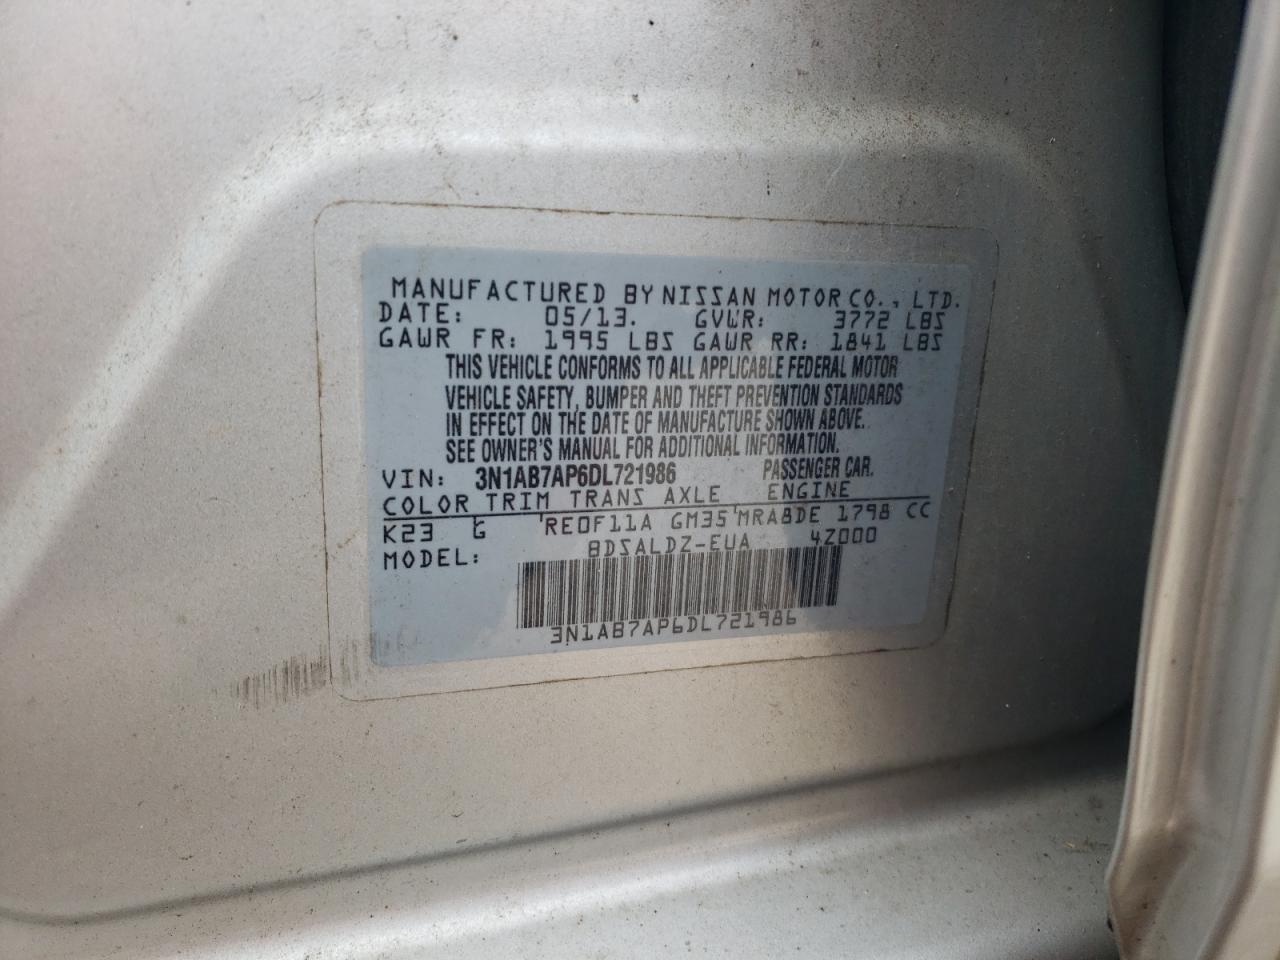 MANUFACTURED BY NISSAN MOTOR CO., LTD.
DATE: 05/13. GVWR: 3772 LBS
GAWR FR: 1995 LBS GAWR RR: 1841 LBS
THIS VEHICLE CONFORMS TO ALL APPLICABLE FEDERAL MOTOR
VEHICLE SAFETY, BUMPER AND THEFT PREVENTION STANDARDS
IN EFFECT ON THE DATE OF MANUFACTURE SHOWN ABOVE.
SEE OWNER'S MANUAL FOR ADDITIONAL INFORMATION.
VIN: 3N1AB7AP6DL721986 PASSENGER CAR.
COLOR TRIM TRANS AXLE ENGINE
K23 G RE0F11A GM35 MRA8DE 1798 CC
MODEL: BDSALDZ-EUA 4Z000
3N1AB7AP6DL721986